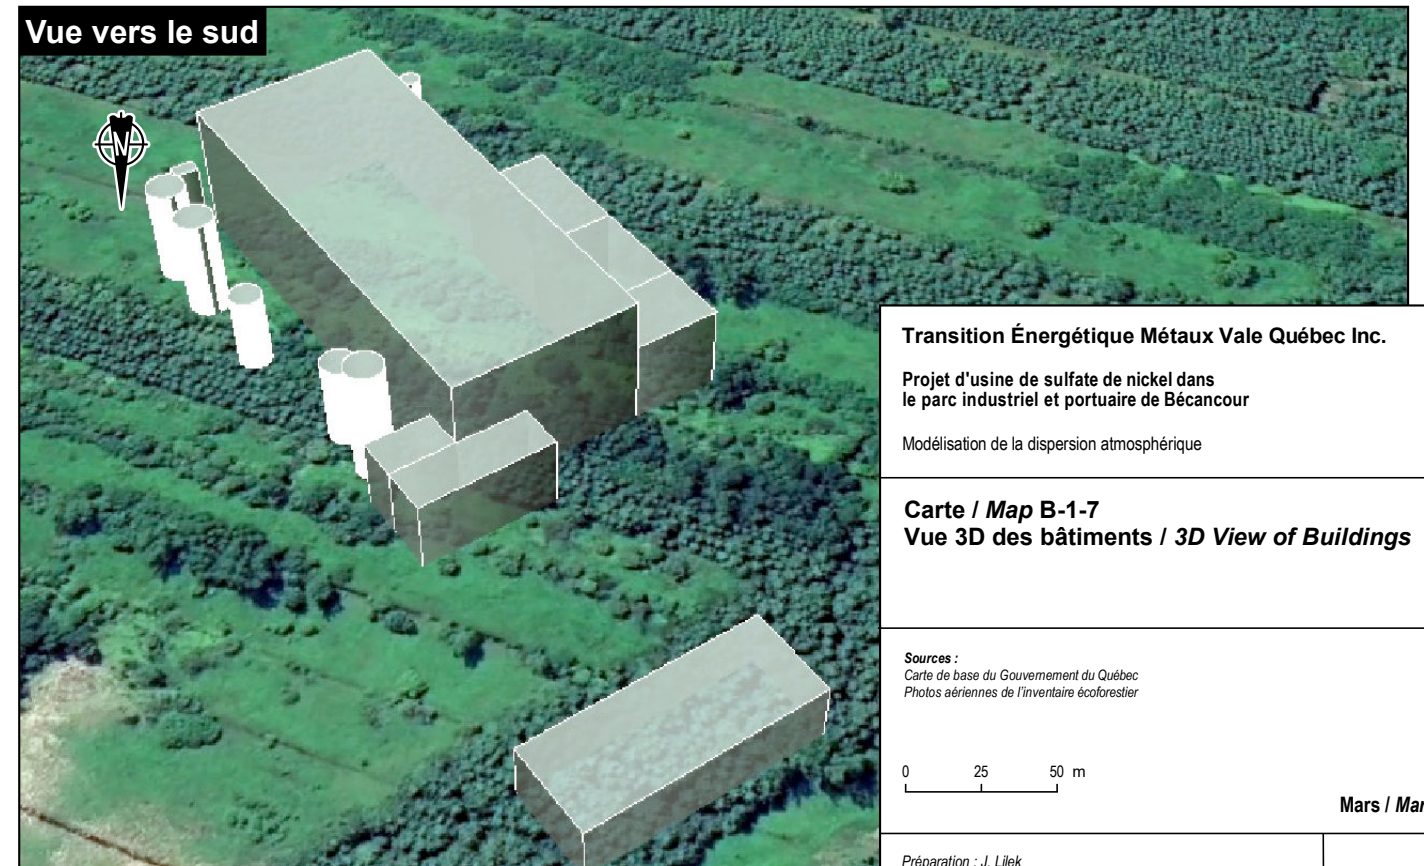 Vue vers le sud
N
Transition Énergétique Métaux Vale Québec Inc.
Projet d'usine de sulfate de nickel dans
le parc industriel et portuaire de Bécancour
Modélisation de la dispersion atmosphérique
Carte / Map B-1-7
Vue 3D des bâtiments / 3D View of Buildings
Sources :
Carte de base du Gouvernement du Québec
Photos aériennes de l'inventaire écoforestier
0 25 50 m
Mars / Mar
Préparation : J. Lilek